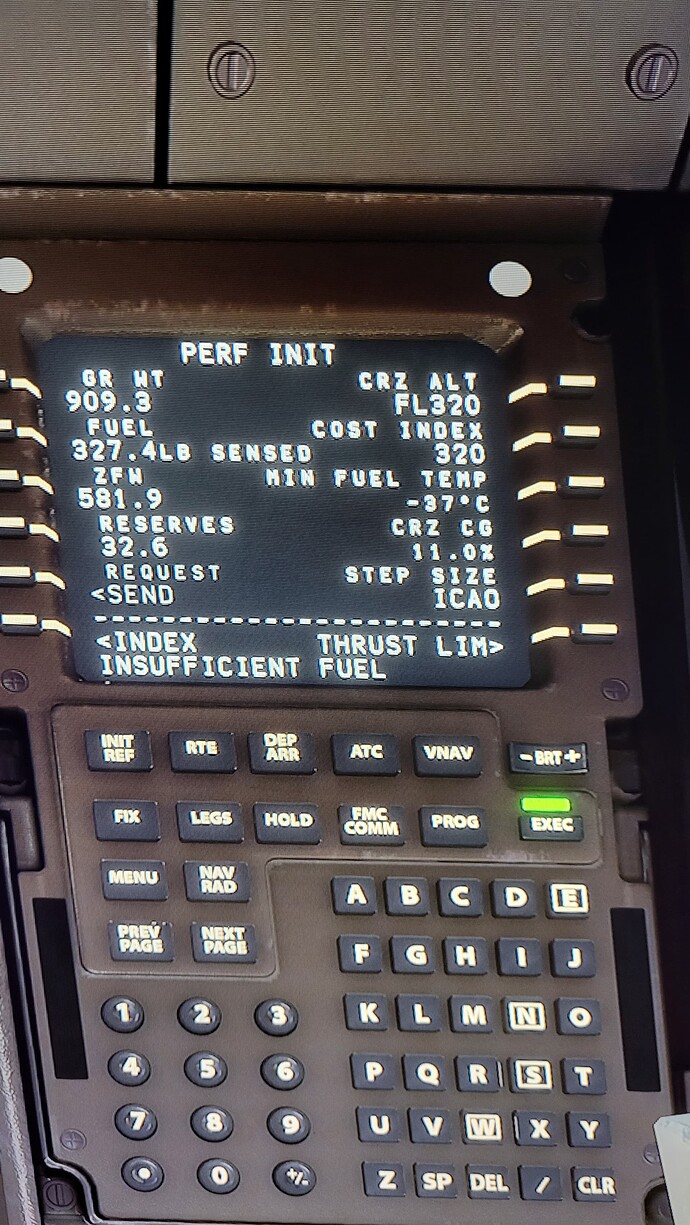 PERF INIT
GR WT CRZ ALT
909.3 FL320
FUEL COST INDEX
327.4LB SENSED 320
ZFW MIN FUEL TEMP
581.9 -37°C
RESERVES CRZ CG
32.6 11.0%
REQUEST STEP SIZE
<SEND ICAO
--------------------------
<INDEX THRUST LIM>
INSUFFICIENT FUEL
INIT REF RTE DEP ARR ATC VNAV - BRT +
FIX LEGS HOLD FMC COMM PROG EXEC
MENU NAV RAD
PREV PAGE NEXT PAGE
A B C D E
F G H I J
1 2 3 K L M N O
4 5 6 P Q R S T
7 8 9 U V W X Y
• 0 +/- Z SP DEL / CLR